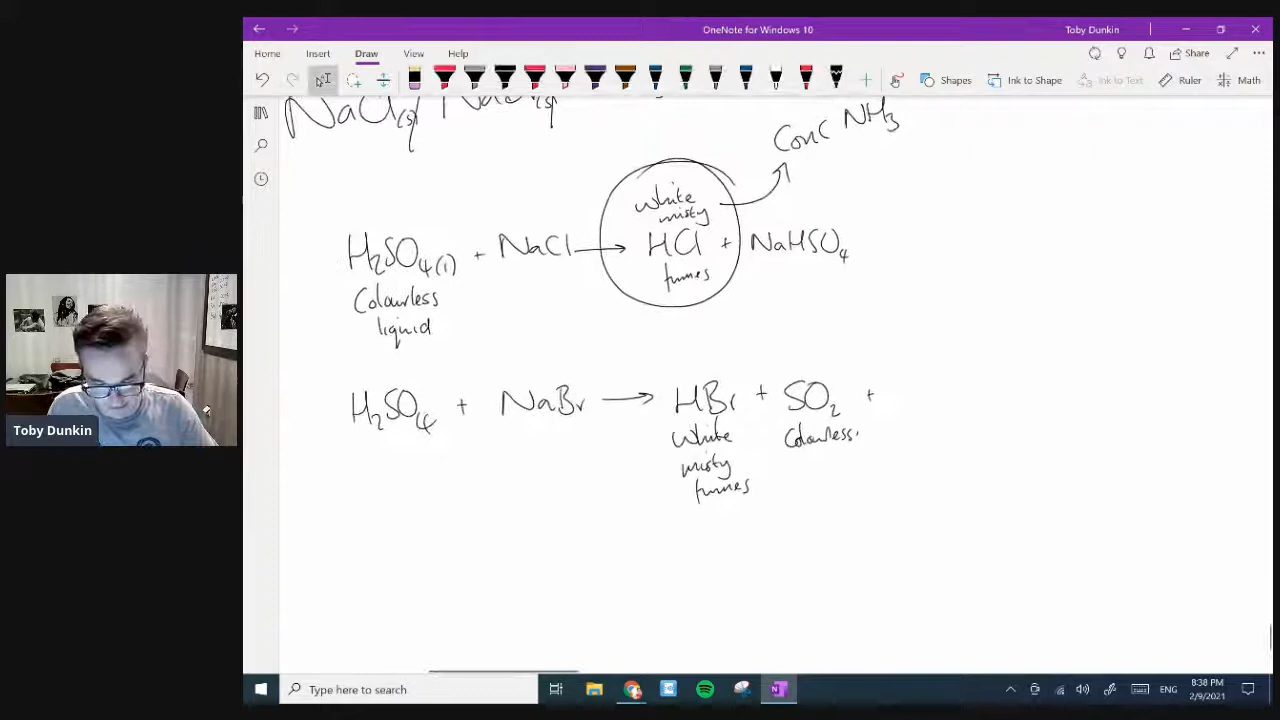 OneNote for Windows 10
Toby Dunkin
Home Insert Draw View Help
Share
Shapes
Ink to Shape
Ink to Text
Ruler
Math
NaCl(s)/
Conc NH3
white
misty
H2SO4(l) + NaCl → HCl + NaHSO4
fumes
Colourless
liquid
H2SO4 + NaBr → HBr + SO2 +
white
Colourless
misty
fumes
Toby Dunkin
Type here to search
ENG
8:38 PM
2/9/2021